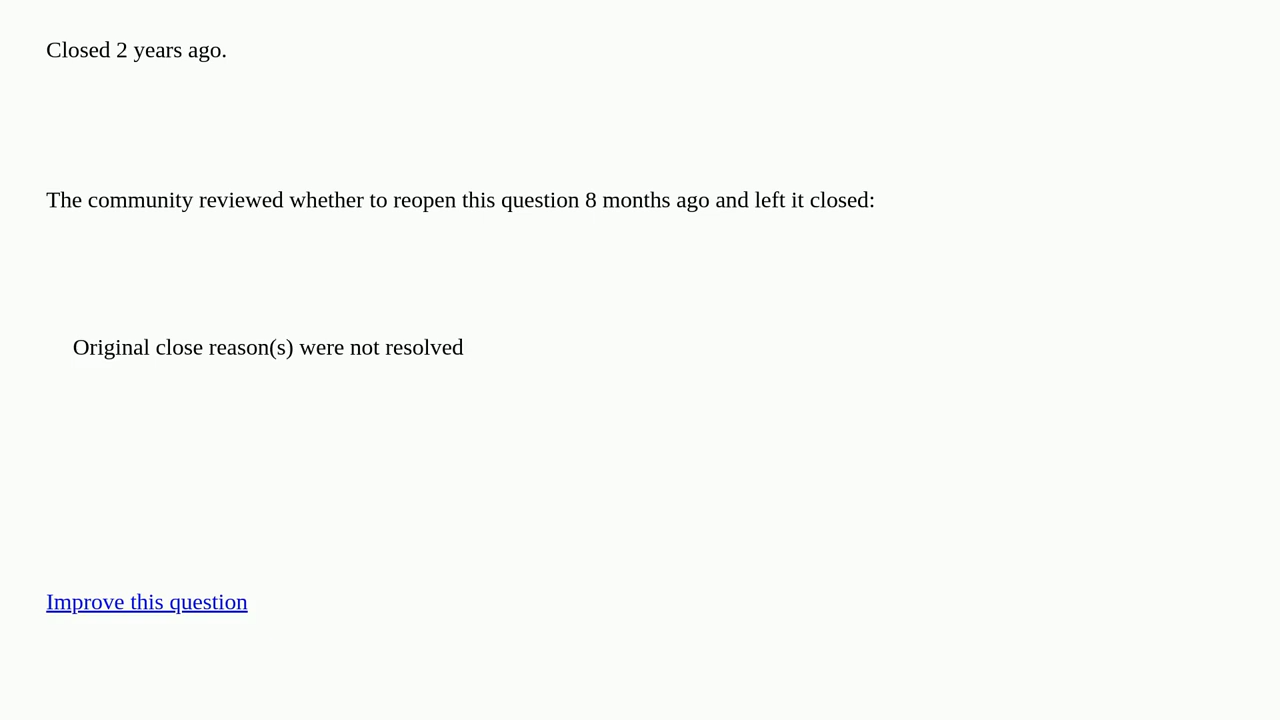 Closed 2 years ago.
The community reviewed whether to reopen this question 8 months ago and left it closed:
Original close reason(s) were not resolved
Improve this question